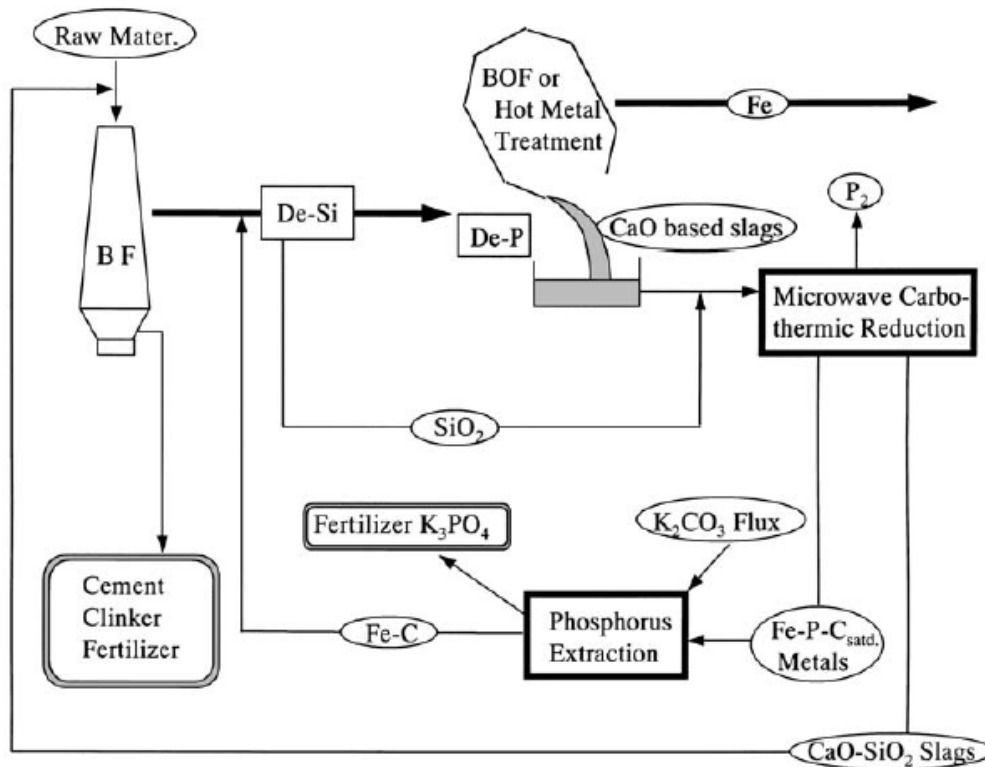 Raw Mater.
BOF or
Hot Metal
Treatment
Fe
P₂
De-Si
De-P
CaO based slags
B F
Microwave Carbo-
thermic Reduction
SiO₂
Fertilizer K₃PO₄
K₂CO₃ Flux
Cement
Clinker
Fertilizer
Fe-C
Phosphorus
Extraction
Fe-P-Csatd.
Metals
CaO-SiO₂ Slags